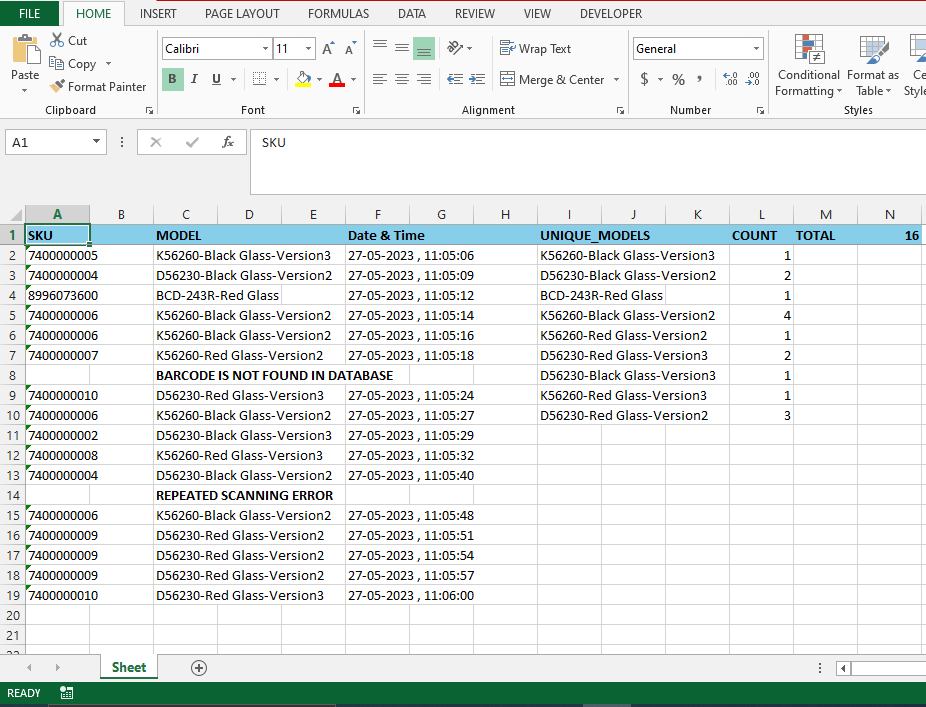 FILE HOME INSERT PAGE LAYOUT FORMULAS DATA REVIEW VIEW DEVELOPER
Paste
Cut
Copy
Format Painter
Clipboard
Calibri 11 A A
B I U A
Font
Wrap Text
Merge & Center
Alignment
General
$ % ,
Number
Conditional Formatting
Format as Table
Styles
A1 fx SKU
A B C D E F G H I J K L M N
1 SKU MODEL Date & Time UNIQUE_MODELS COUNT TOTAL 16
2 7400000005 K56260-Black Glass-Version3 27-05-2023 , 11:05:06 K56260-Black Glass-Version3 1
3 7400000004 D56230-Black Glass-Version2 27-05-2023 , 11:05:09 D56230-Black Glass-Version2 2
4 8996073600 BCD-243R-Red Glass 27-05-2023 , 11:05:12 BCD-243R-Red Glass 1
5 7400000006 K56260-Black Glass-Version2 27-05-2023 , 11:05:14 K56260-Black Glass-Version2 4
6 7400000006 K56260-Black Glass-Version2 27-05-2023 , 11:05:16 K56260-Red Glass-Version2 1
7 7400000007 K56260-Red Glass-Version2 27-05-2023 , 11:05:18 D56230-Red Glass-Version3 2
8 BARCODE IS NOT FOUND IN DATABASE D56230-Black Glass-Version3 1
9 7400000010 D56230-Red Glass-Version3 27-05-2023 , 11:05:24 K56260-Red Glass-Version3 1
10 7400000006 K56260-Black Glass-Version2 27-05-2023 , 11:05:27 D56230-Red Glass-Version2 3
11 7400000002 D56230-Black Glass-Version3 27-05-2023 , 11:05:29
12 7400000008 K56260-Red Glass-Version3 27-05-2023 , 11:05:32
13 7400000004 D56230-Black Glass-Version2 27-05-2023 , 11:05:40
14 REPEATED SCANNING ERROR
15 7400000006 K56260-Black Glass-Version2 27-05-2023 , 11:05:48
16 7400000009 D56230-Red Glass-Version2 27-05-2023 , 11:05:51
17 7400000009 D56230-Red Glass-Version2 27-05-2023 , 11:05:54
18 7400000009 D56230-Red Glass-Version2 27-05-2023 , 11:05:57
19 7400000010 D56230-Red Glass-Version3 27-05-2023 , 11:06:00
20
21
Sheet
READY